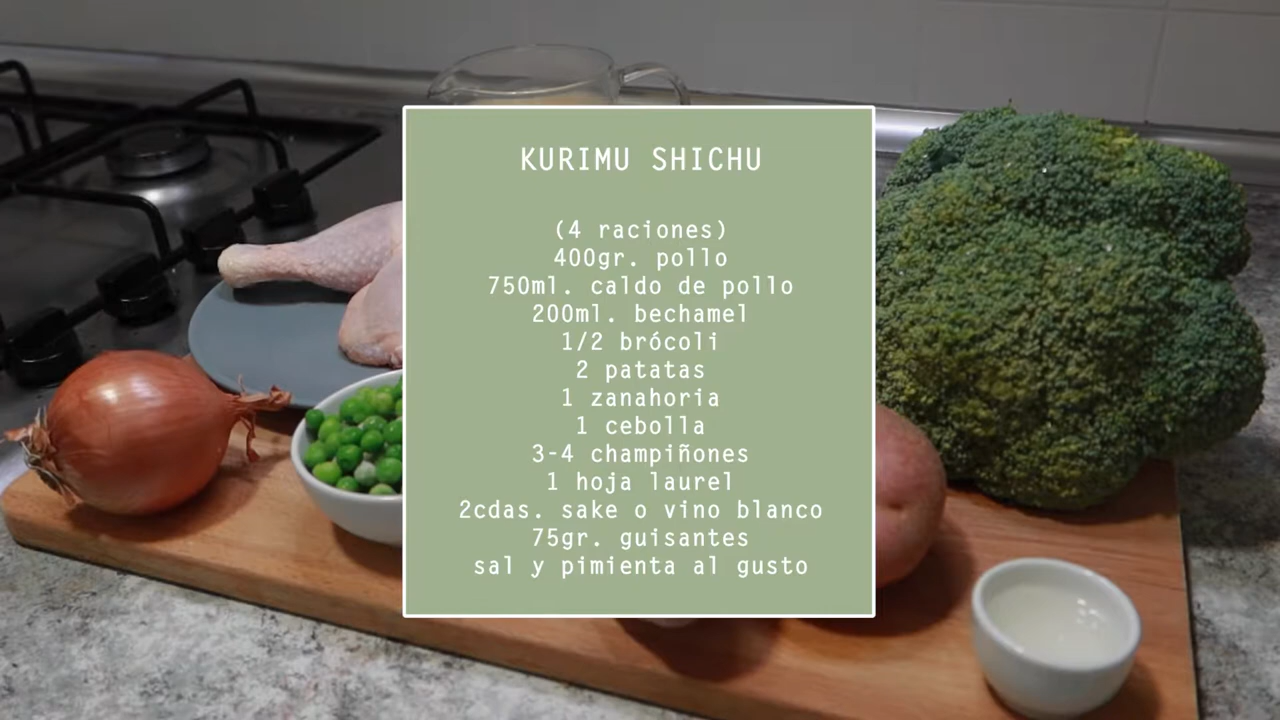 KURIMU SHICHU
(4 raciones)
400gr. pollo
750ml. caldo de pollo
200ml. bechamel
1/2 brócoli
2 patatas
1 zanahoria
1 cebolla
3-4 champiñones
1 hoja laurel
2cdas. sake o vino blanco
75gr. guisantes
sal y pimienta al gusto